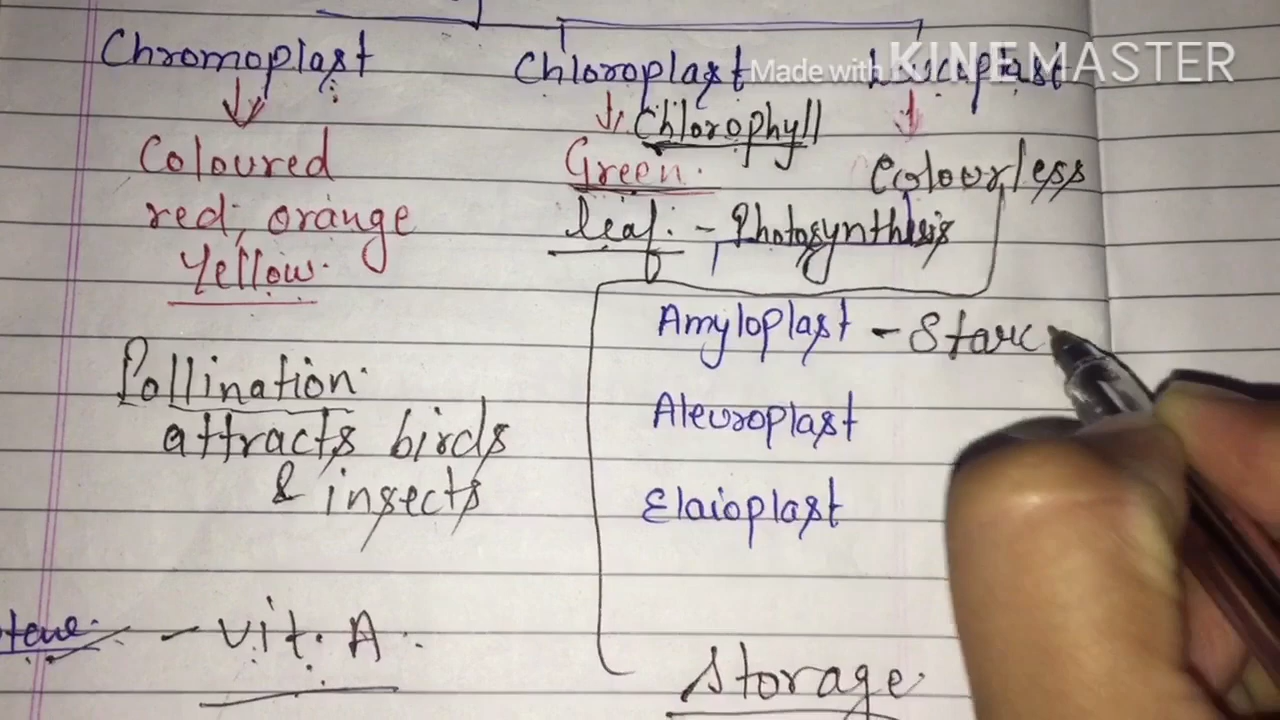 Chromoplast
Chloroplast
Made with KINEMASTER
Chlorophyll
Coloured
red, orange
Yellow.
Green.
Colourless
leaf. - Photosynthesis
Amyloplast - Starc
Aleuroplast
Elaioplast
Pollination.
attracts birds
& insects
- Vit. A.
Storage.